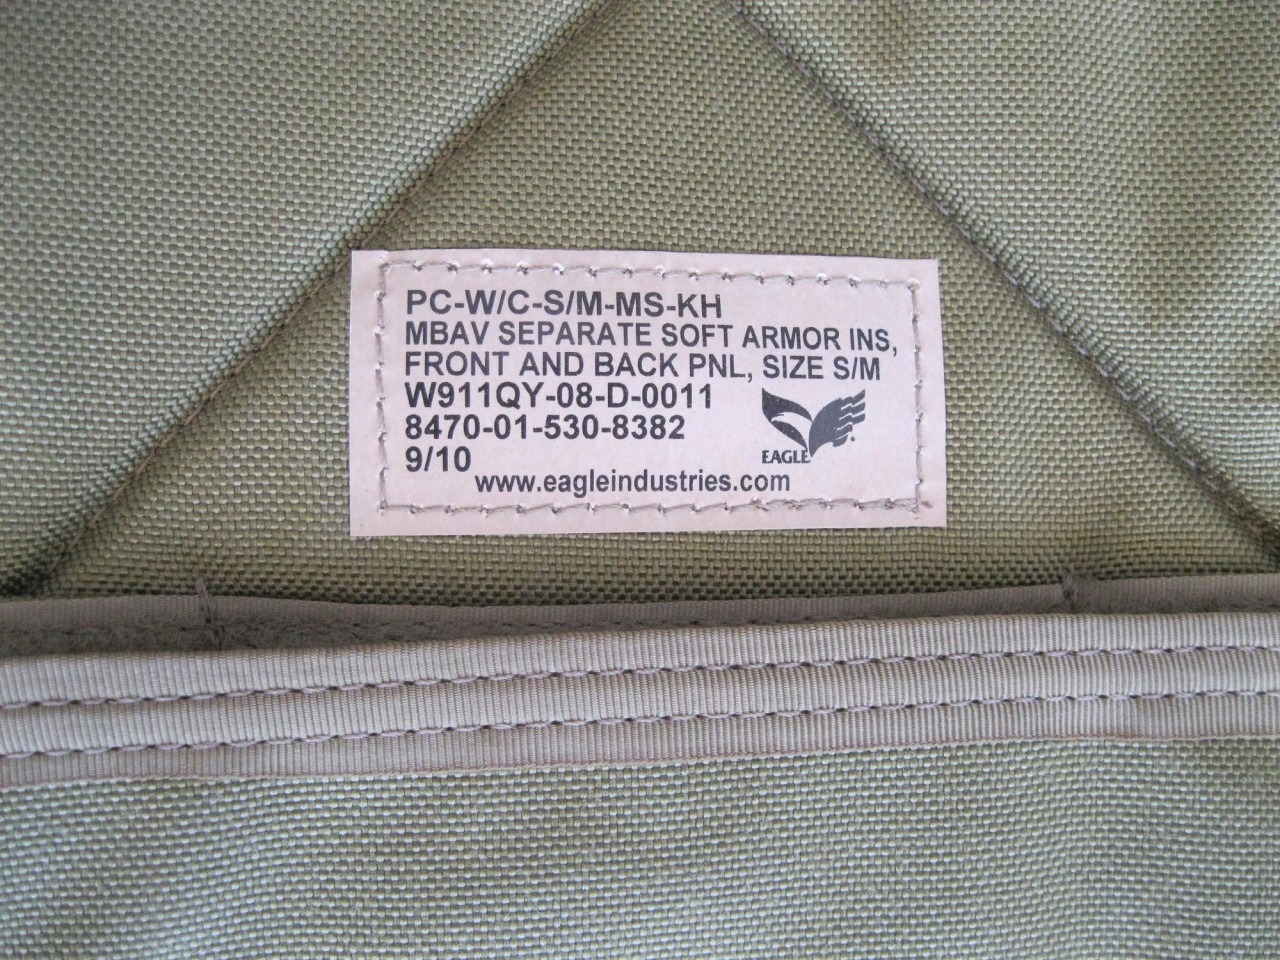 PC-W/C-S/M-MS-KH
MBAV SEPARATE SOFT ARMOR INS,
FRONT AND BACK PNL, SIZE S/M
W911QY-08-D-0011
8470-01-530-8382
9/10
EAGLE
www.eagleindustries.com